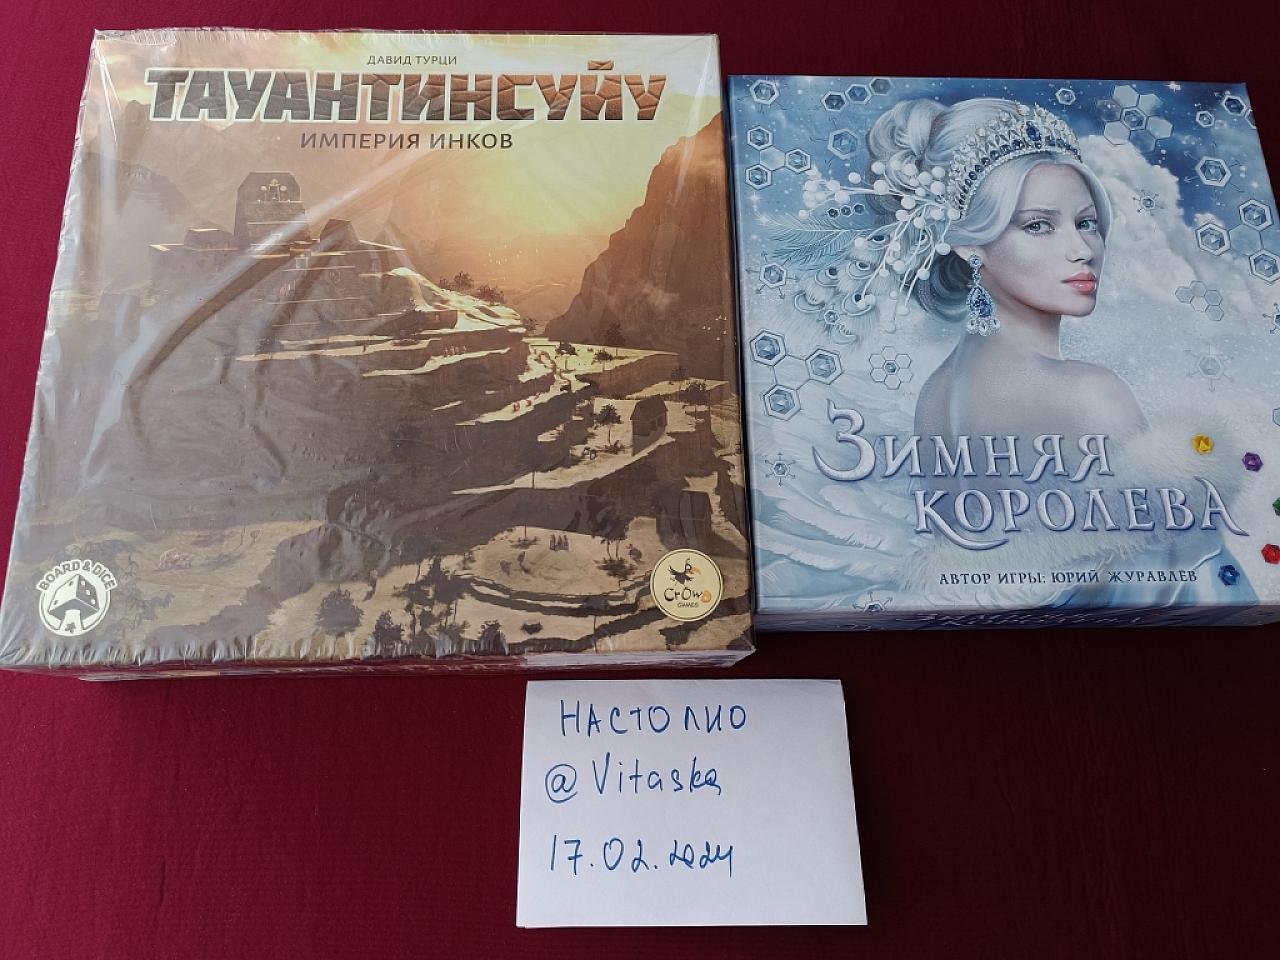 ДАВИД ТУРЦИ
ТАУАНТИНСУЙУ
ИМПЕРИЯ ИНКОВ
BOARD & DICE
CrOwD
GAMES
ЗИМНЯЯ
КОРОЛЕВА
АВТОР ИГРЫ: ЮРИЙ ЖУРАВЛЁВ
НАСТОЛИО
@Vitaska
17.02.2024